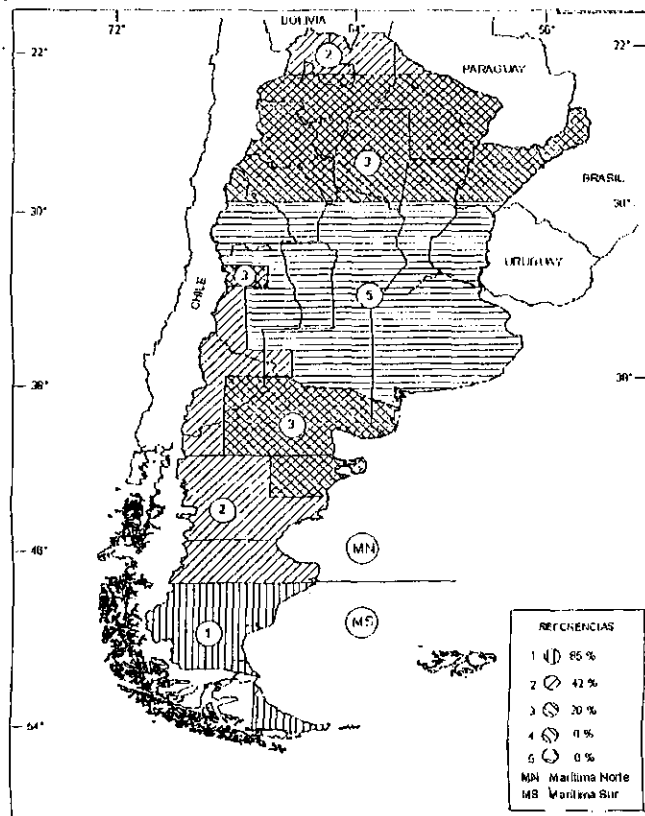 72°
BOLIVIA
64°
56°
22°
22°
2
PARAGUAY
3
BRASIL
30°
30°
URUGUAY
3
CHILE
5
38°
38°
3
2
46°
MN
MS
1
54°
REFERENCIAS
1 85 %
2 42 %
3 20 %
4 0 %
5 0 %
MN Marítima Norte
MS Marítima Sur